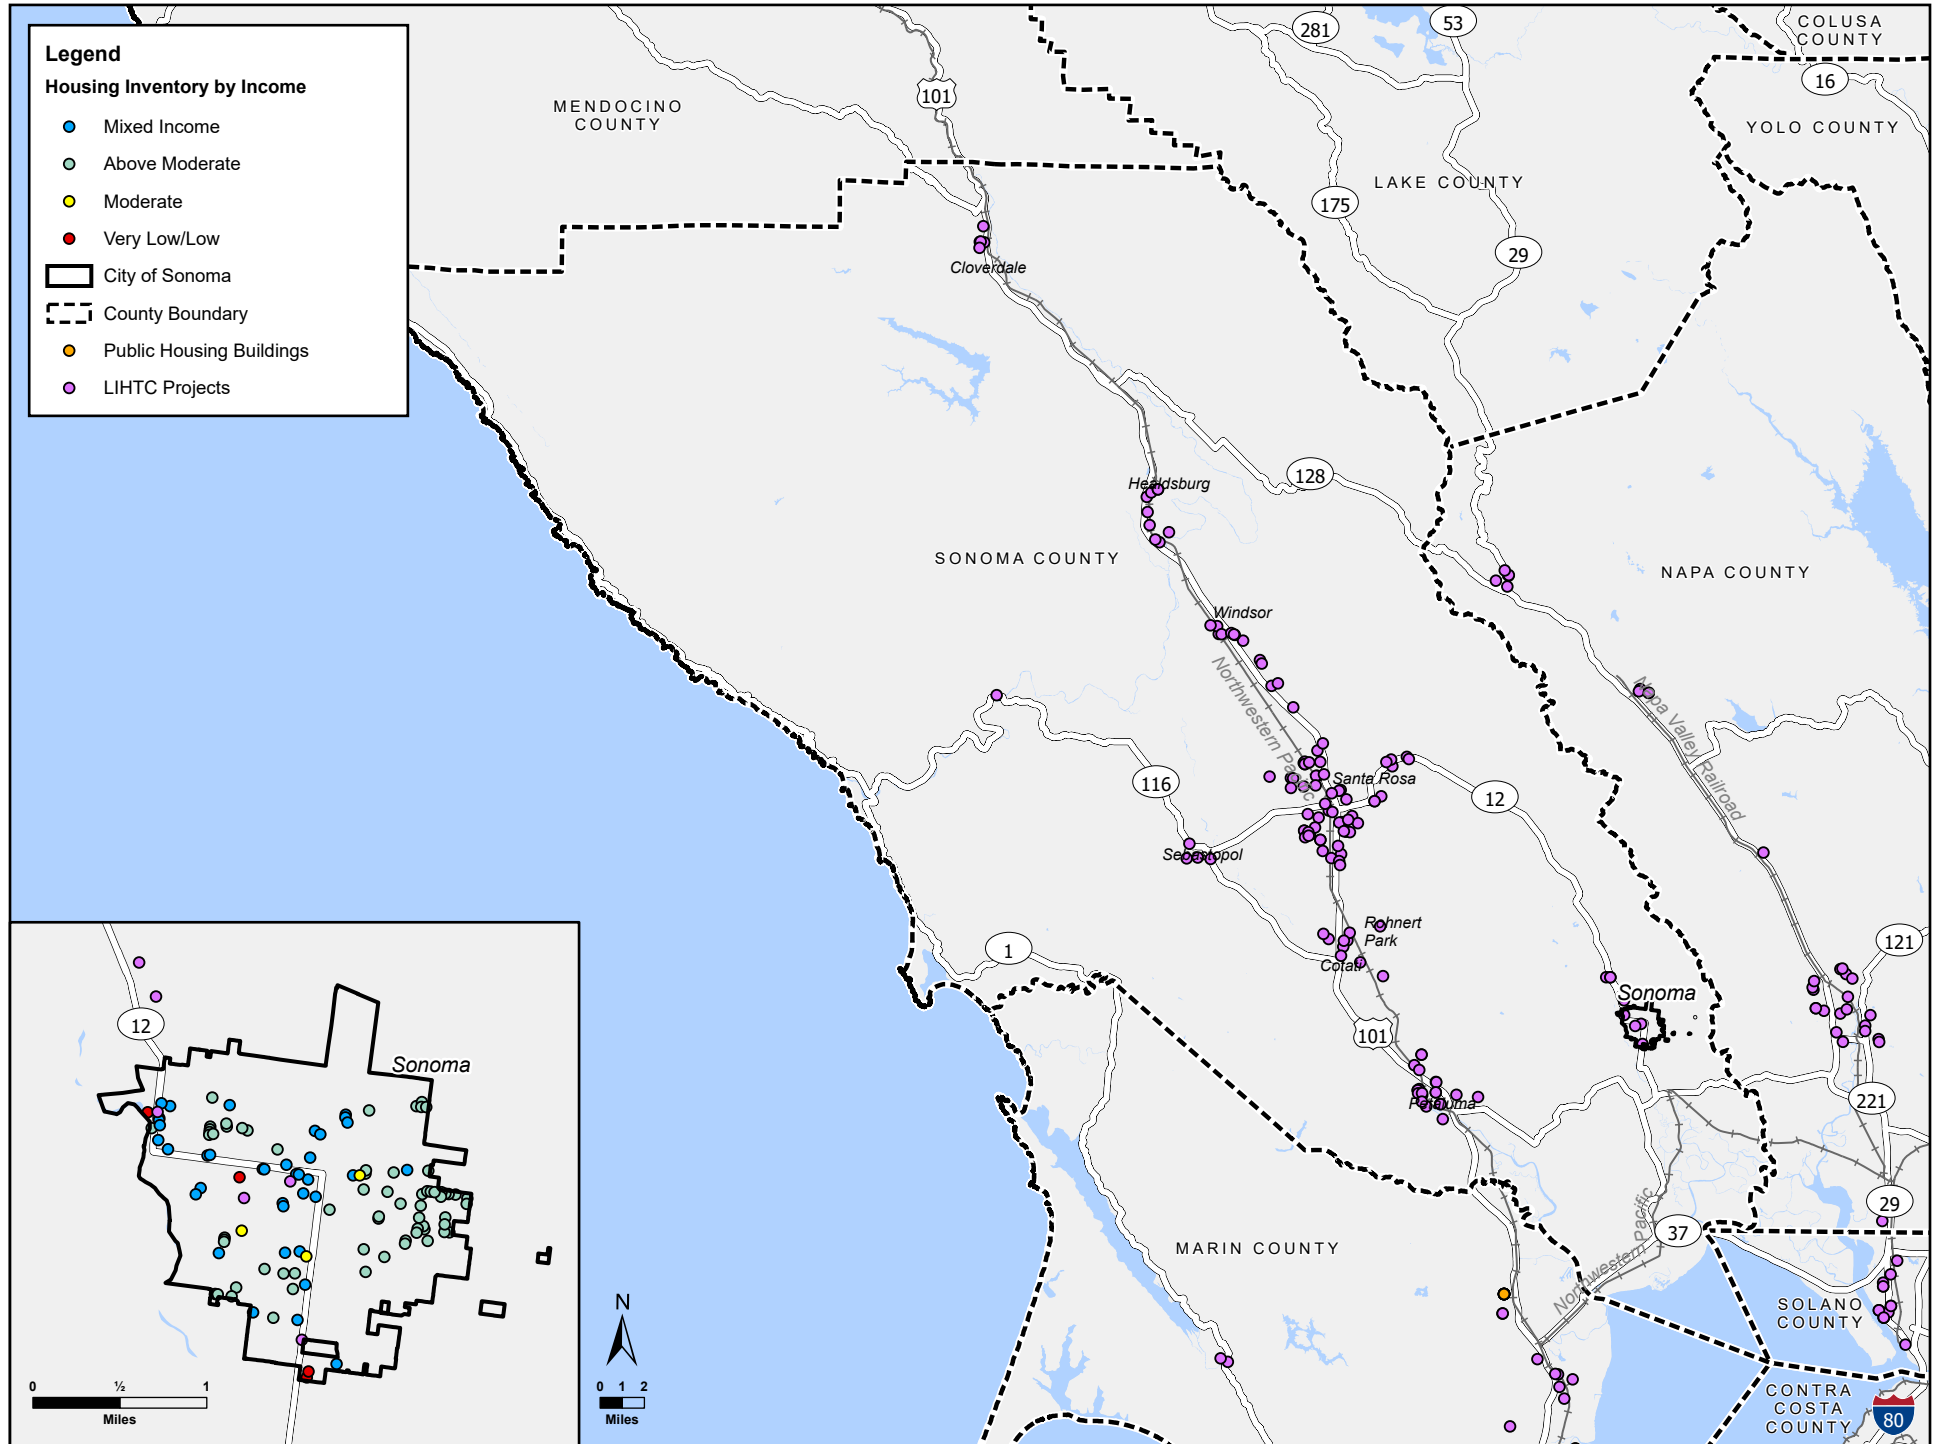 Legend
Housing Inventory by Income
Mixed Income
Above Moderate
Moderate
Very Low/Low
City of Sonoma
County Boundary
Public Housing Buildings
LIHTC Projects
281
53
COLUSA
COUNTY
16
101
MENDOCINO
COUNTY
YOLO COUNTY
LAKE COUNTY
175
29
Cloverdale
128
Healdsburg
SONOMA COUNTY
NAPA COUNTY
Windsor
Northwestern Pacific
Napa Valley Railroad
116
Santa Rosa
12
Sebastopol
Rohnert
Park
Cotati
1
121
Sonoma
101
Petaluma
221
29
37
Northwestern Pacific
MARIN COUNTY
SOLANO
COUNTY
CONTRA
COSTA
COUNTY
80
12
Sonoma
0 ½ 1
Miles
N
0 1 2
Miles